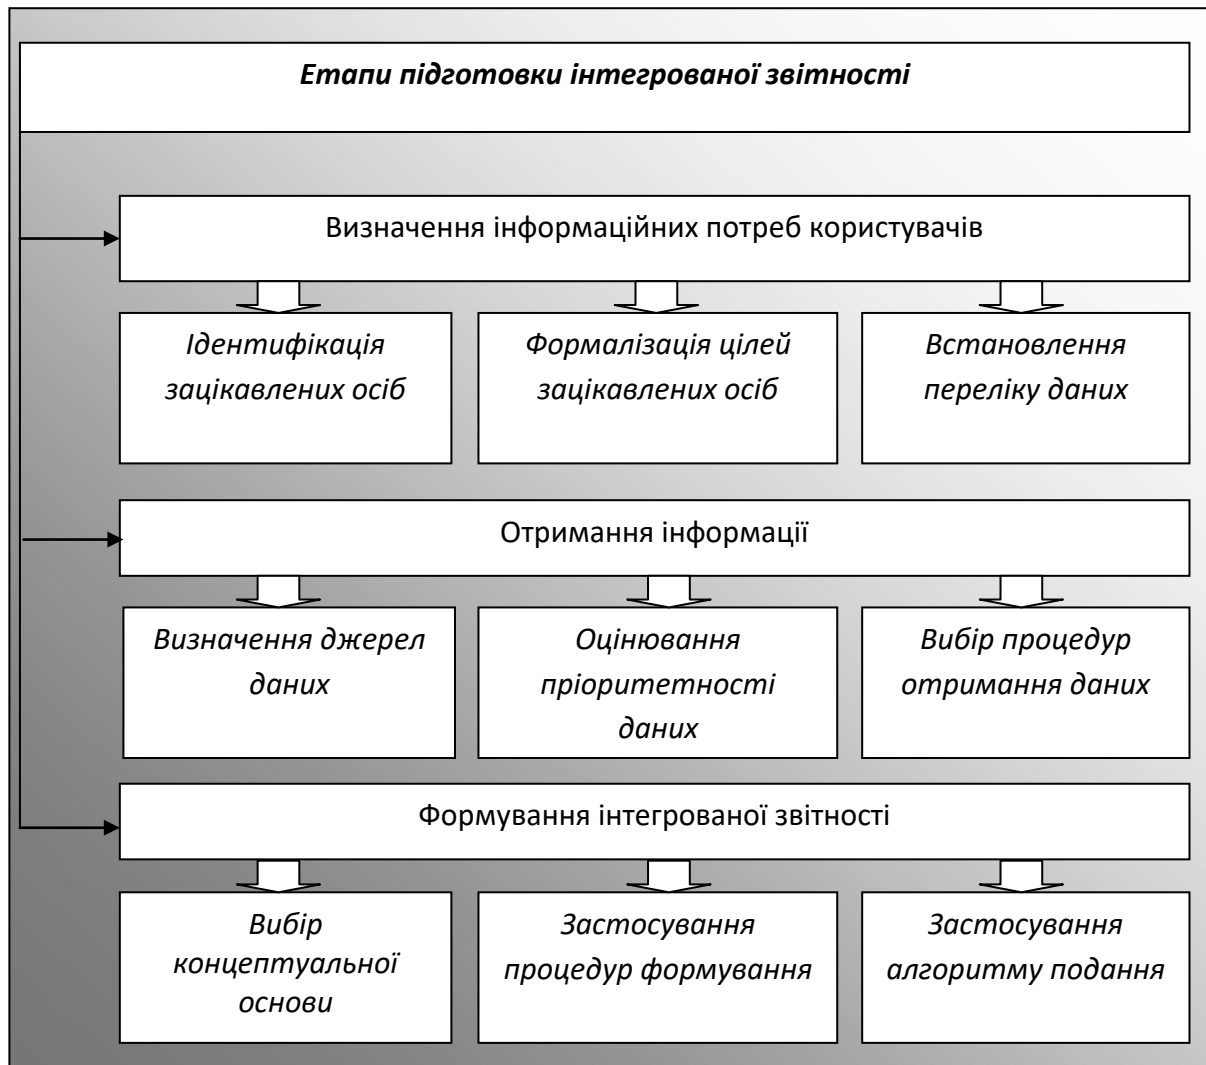 Етапи підготовки інтегрованої звітності
Визначення інформаційних потреб користувачів
Ідентифікація
зацікавлених осіб
Формалізація цілей
зацікавлених осіб
Встановлення
переліку даних
Отримання інформації
Визначення джерел
даних
Оцінювання
пріоритетності
даних
Вибір процедур
отримання даних
Формування інтегрованої звітності
Вибір
концептуальної
основи
Застосування
процедур формування
Застосування
алгоритму подання